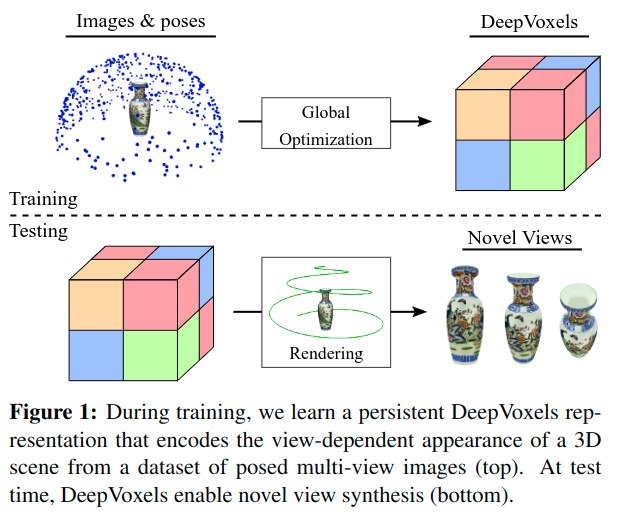 Images & poses
DeepVoxels
Global
Optimization
Training
Testing
Novel Views
Rendering
Figure 1: During training, we learn a persistent DeepVoxels rep-
resentation that encodes the view-dependent appearance of a 3D
scene from a dataset of posed multi-view images (top). At test
time, DeepVoxels enable novel view synthesis (bottom).